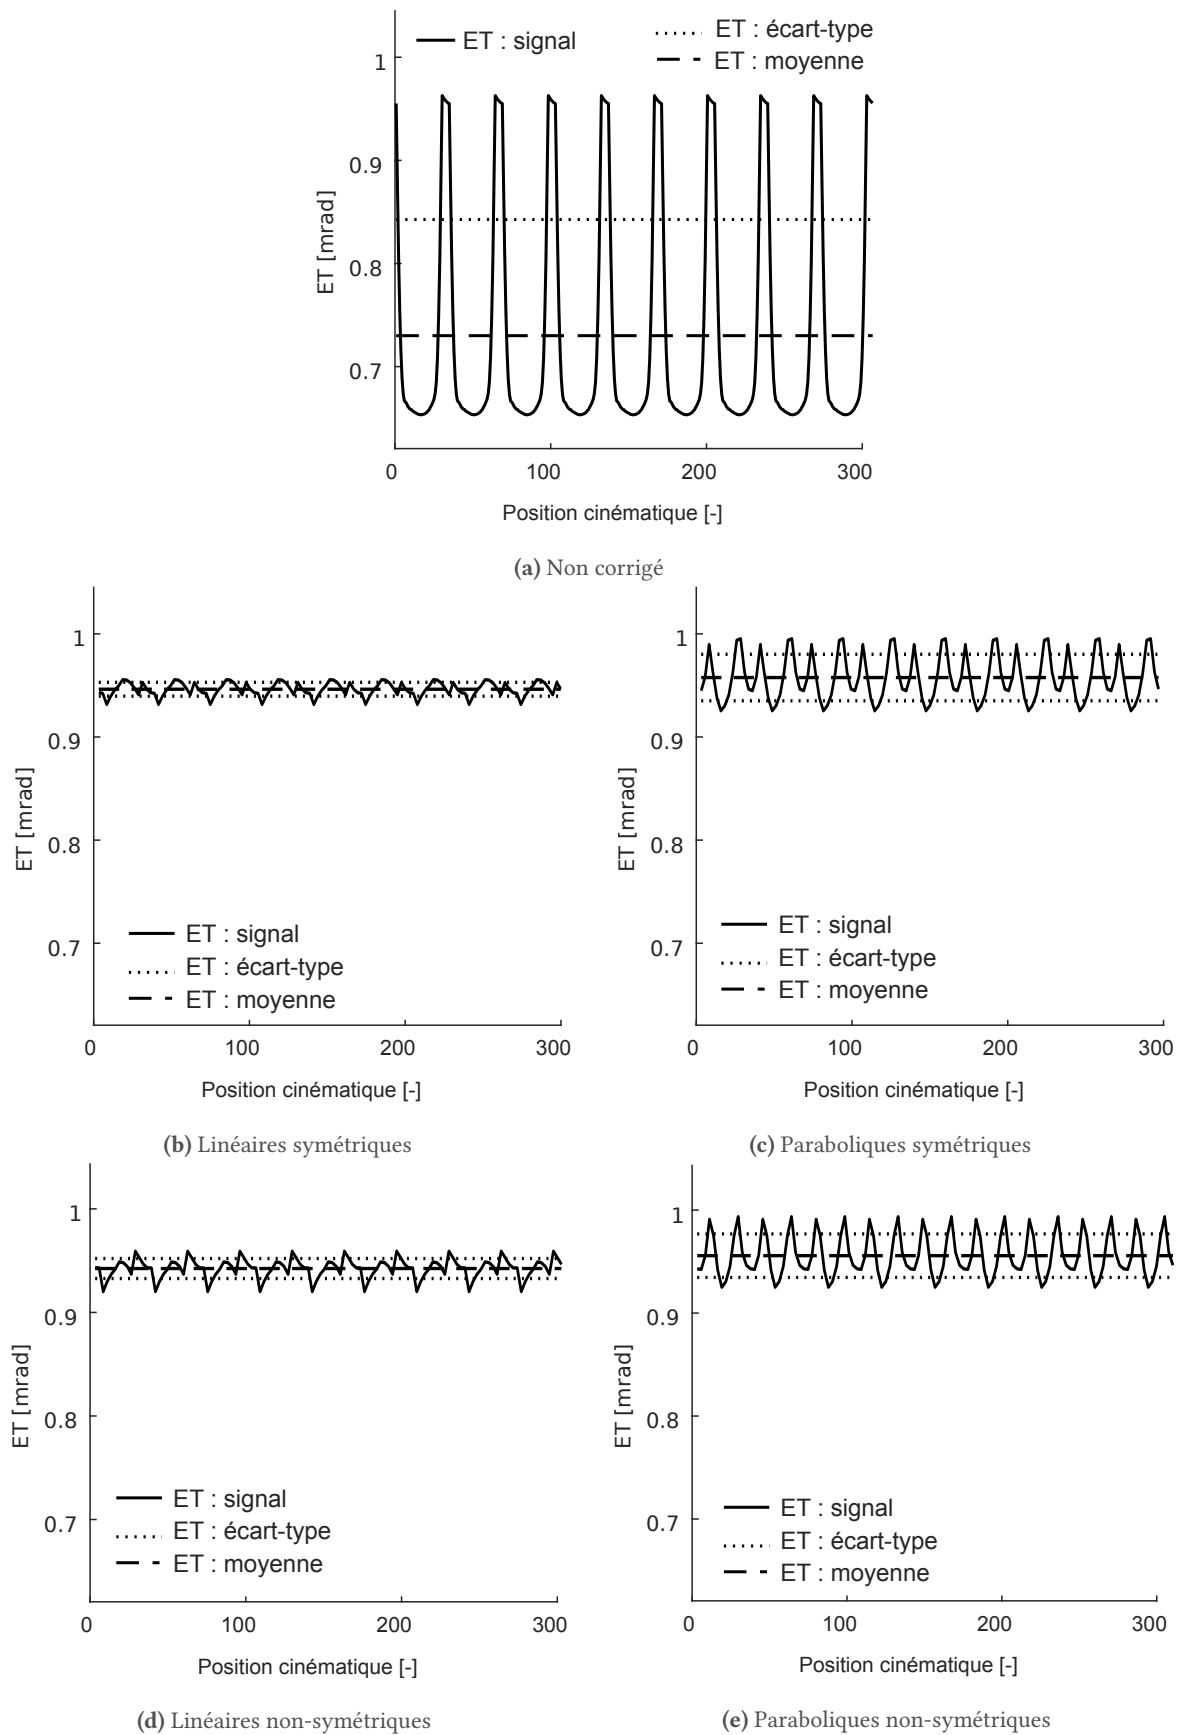 ET : signal
ET : écart-type
ET : moyenne
1
0.9
0.8
0.7
ET [mrad]
0 100 200 300
Position cinématique [-]
(a) Non corrigé
1
0.9
0.8
0.7
ET [mrad]
ET : signal
ET : écart-type
ET : moyenne
0 100 200 300
Position cinématique [-]
(b) Linéaires symétriques
1
0.9
0.8
0.7
ET [mrad]
ET : signal
ET : écart-type
ET : moyenne
0 100 200 300
Position cinématique [-]
(c) Paraboliques symétriques
1
0.9
0.8
0.7
ET [mrad]
ET : signal
ET : écart-type
ET : moyenne
0 100 200 300
Position cinématique [-]
(d) Linéaires non-symétriques
1
0.9
0.8
0.7
ET [mrad]
ET : signal
ET : écart-type
ET : moyenne
0 100 200 300
Position cinématique [-]
(e) Paraboliques non-symétriques